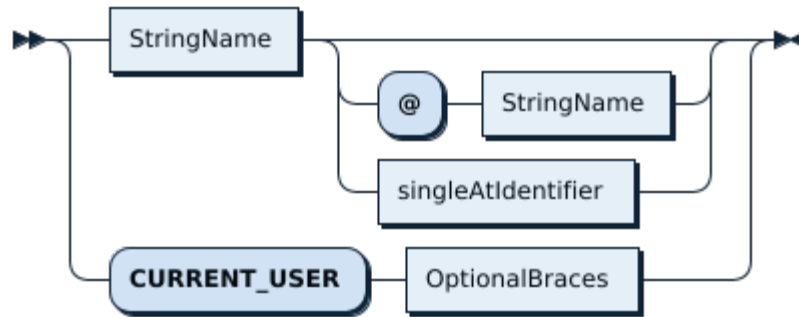 StringName
@ StringName
singleAtIdentifier
CURRENT_USER OptionalBraces